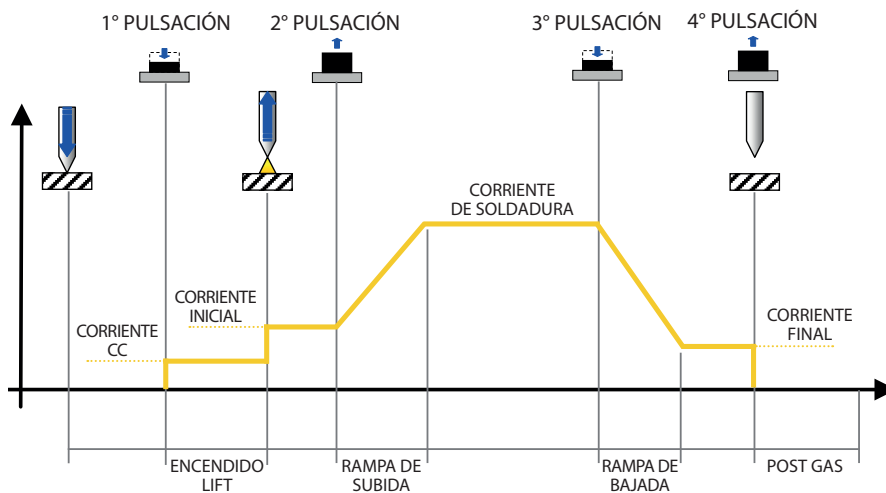 1° PULSACIÓN
2° PULSACIÓN
3° PULSACIÓN
4° PULSACIÓN
CORRIENTE
DE SOLDADURA
CORRIENTE
INICIAL
CORRIENTE
CC
CORRIENTE
FINAL
ENCENDIDO
LIFT
RAMPA DE
SUBIDA
RAMPA DE
BAJADA
POST GAS